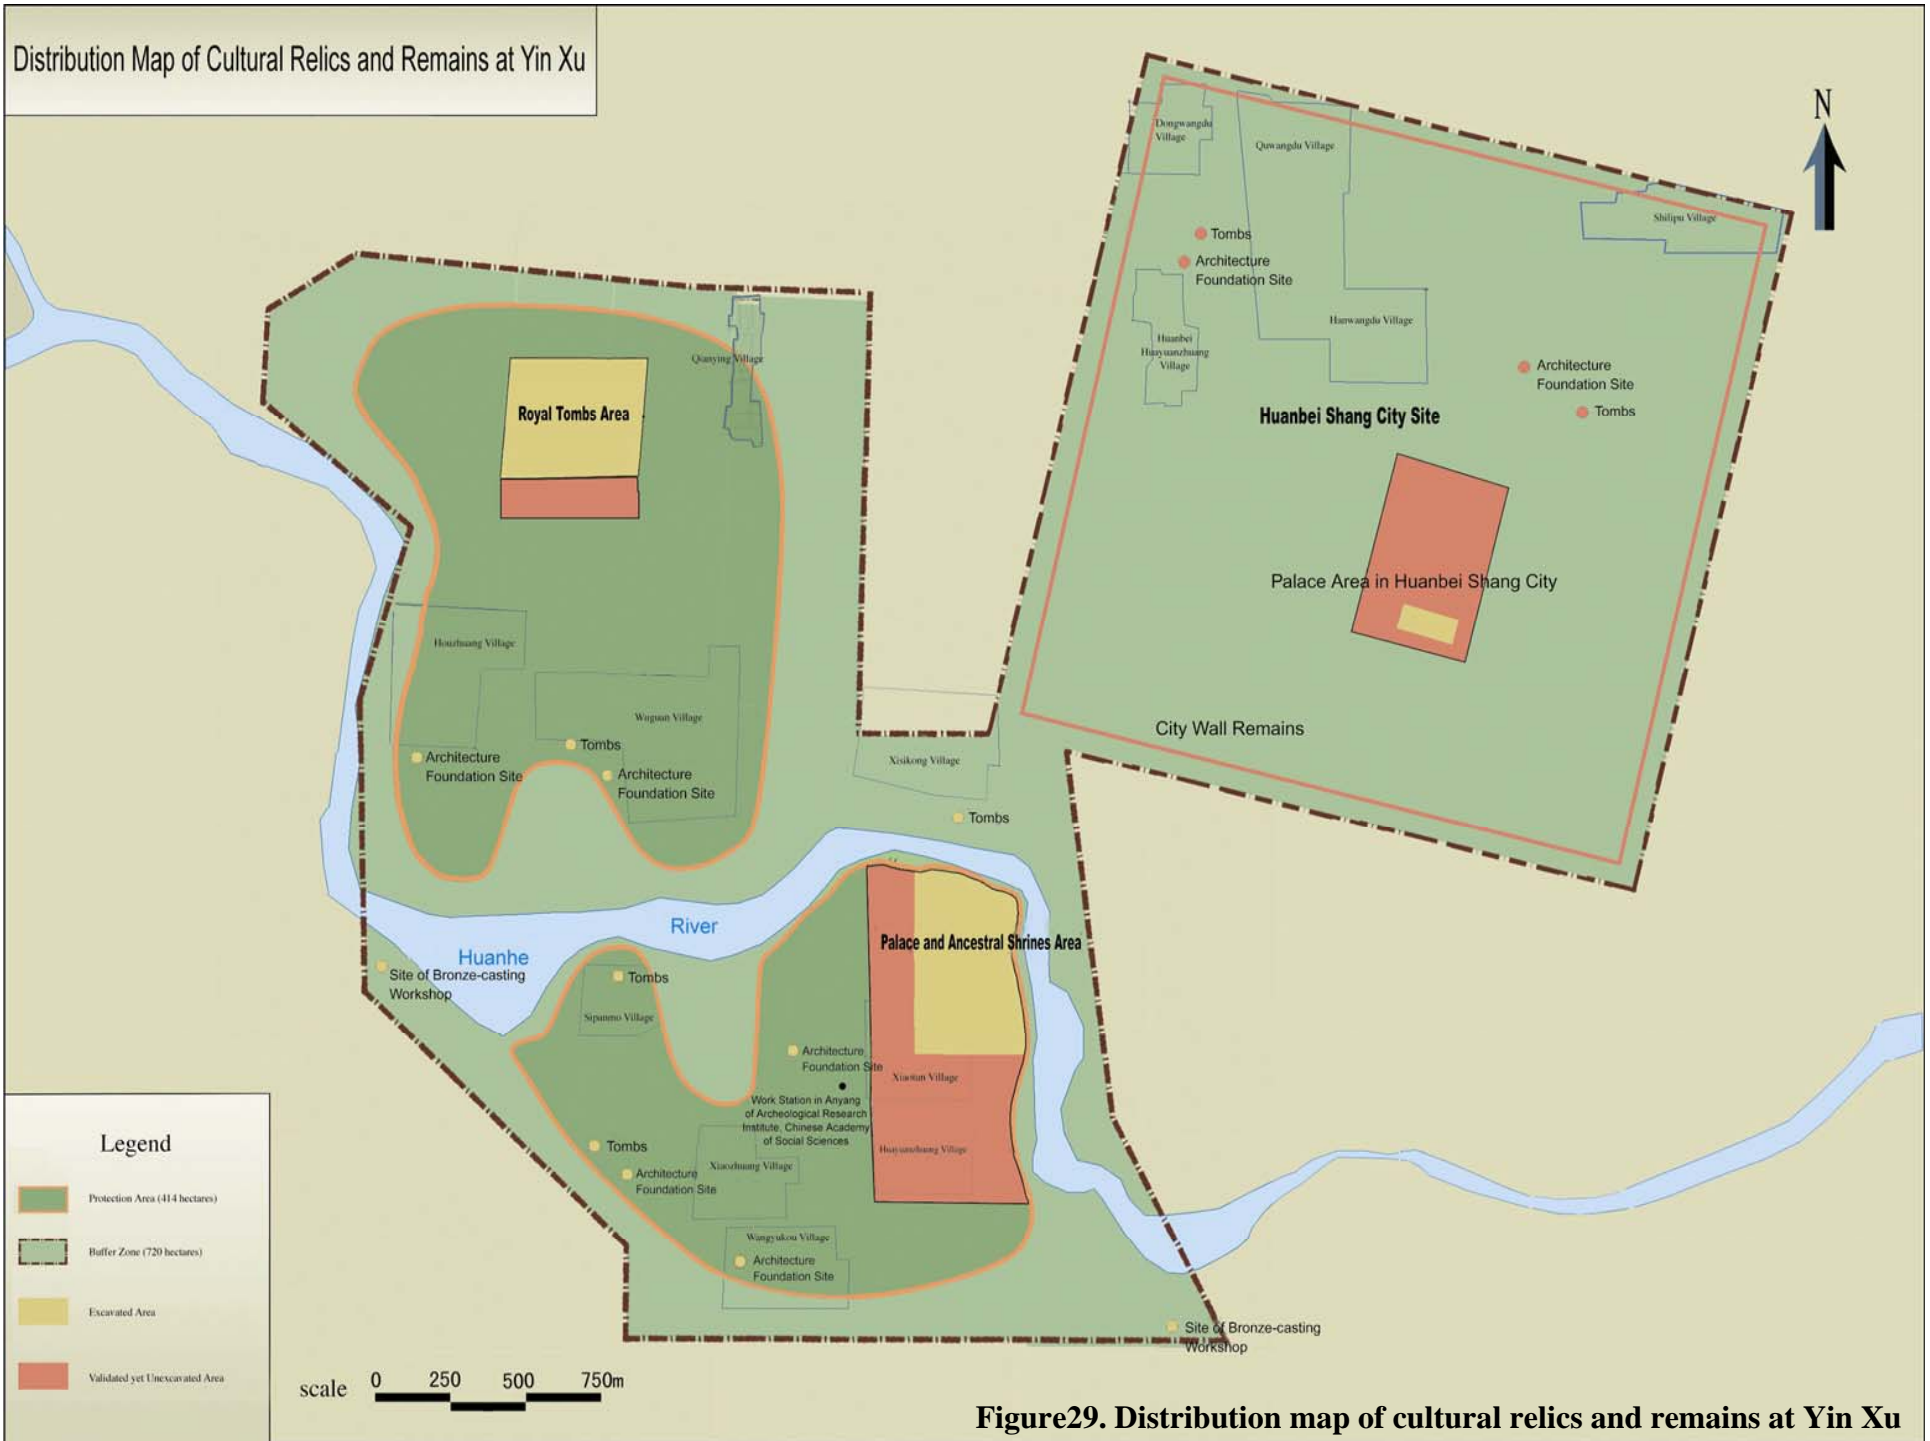 Distribution Map of Cultural Relics and Remains at Yin Xu
N
Dongwangdu
Village
Quwangdu Village
Shilipu Village
Tombs
Architecture
Foundation Site
Hanwangdu Village
Huanbei
Huayuanzhuang
Village
Architecture
Foundation Site
Tombs
Huanbei Shang City Site
Palace Area in Huanbei Shang City
City Wall Remains
Qianying Village
Royal Tombs Area
Houzhuang Village
Wuguan Village
Tombs
Architecture
Foundation Site
Architecture
Foundation Site
Xisikong Village
Tombs
River
Huanhe
Palace and Ancestral Shrines Area
Site of Bronze-casting
Workshop
Tombs
Sipanmo Village
Architecture
Foundation Site
Xiaotun Village
Work Station in Anyang
of Archeological Research
Institute, Chinese Academy
of Social Sciences
Huayuanzhuang Village
Tombs
Architecture
Foundation Site
Xiaozhuang Village
Wangyukou Village
Architecture
Foundation Site
Site of Bronze-casting
Workshop
Legend
Protection Area (414 hectares)
Buffer Zone (720 hectares)
Excavated Area
Validated yet Unexcavated Area
scale 0 250 500 750m
Figure29. Distribution map of cultural relics and remains at Yin Xu